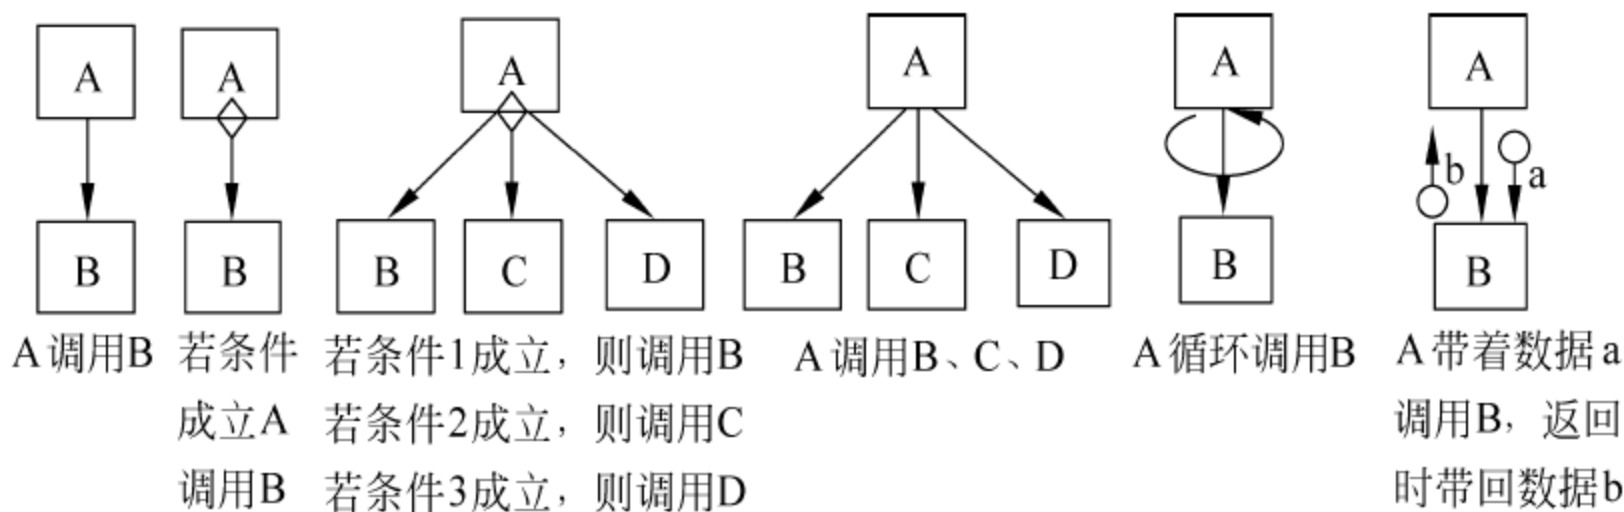 A A A A A A
b a
B B B C D B C D B B
A调用B 若条件 若条件1成立，则调用B A调用B、C、D A循环调用B A带着数据a
成立A 若条件2成立，则调用C 调用B，返回
调用B 若条件3成立，则调用D 时带回数据b